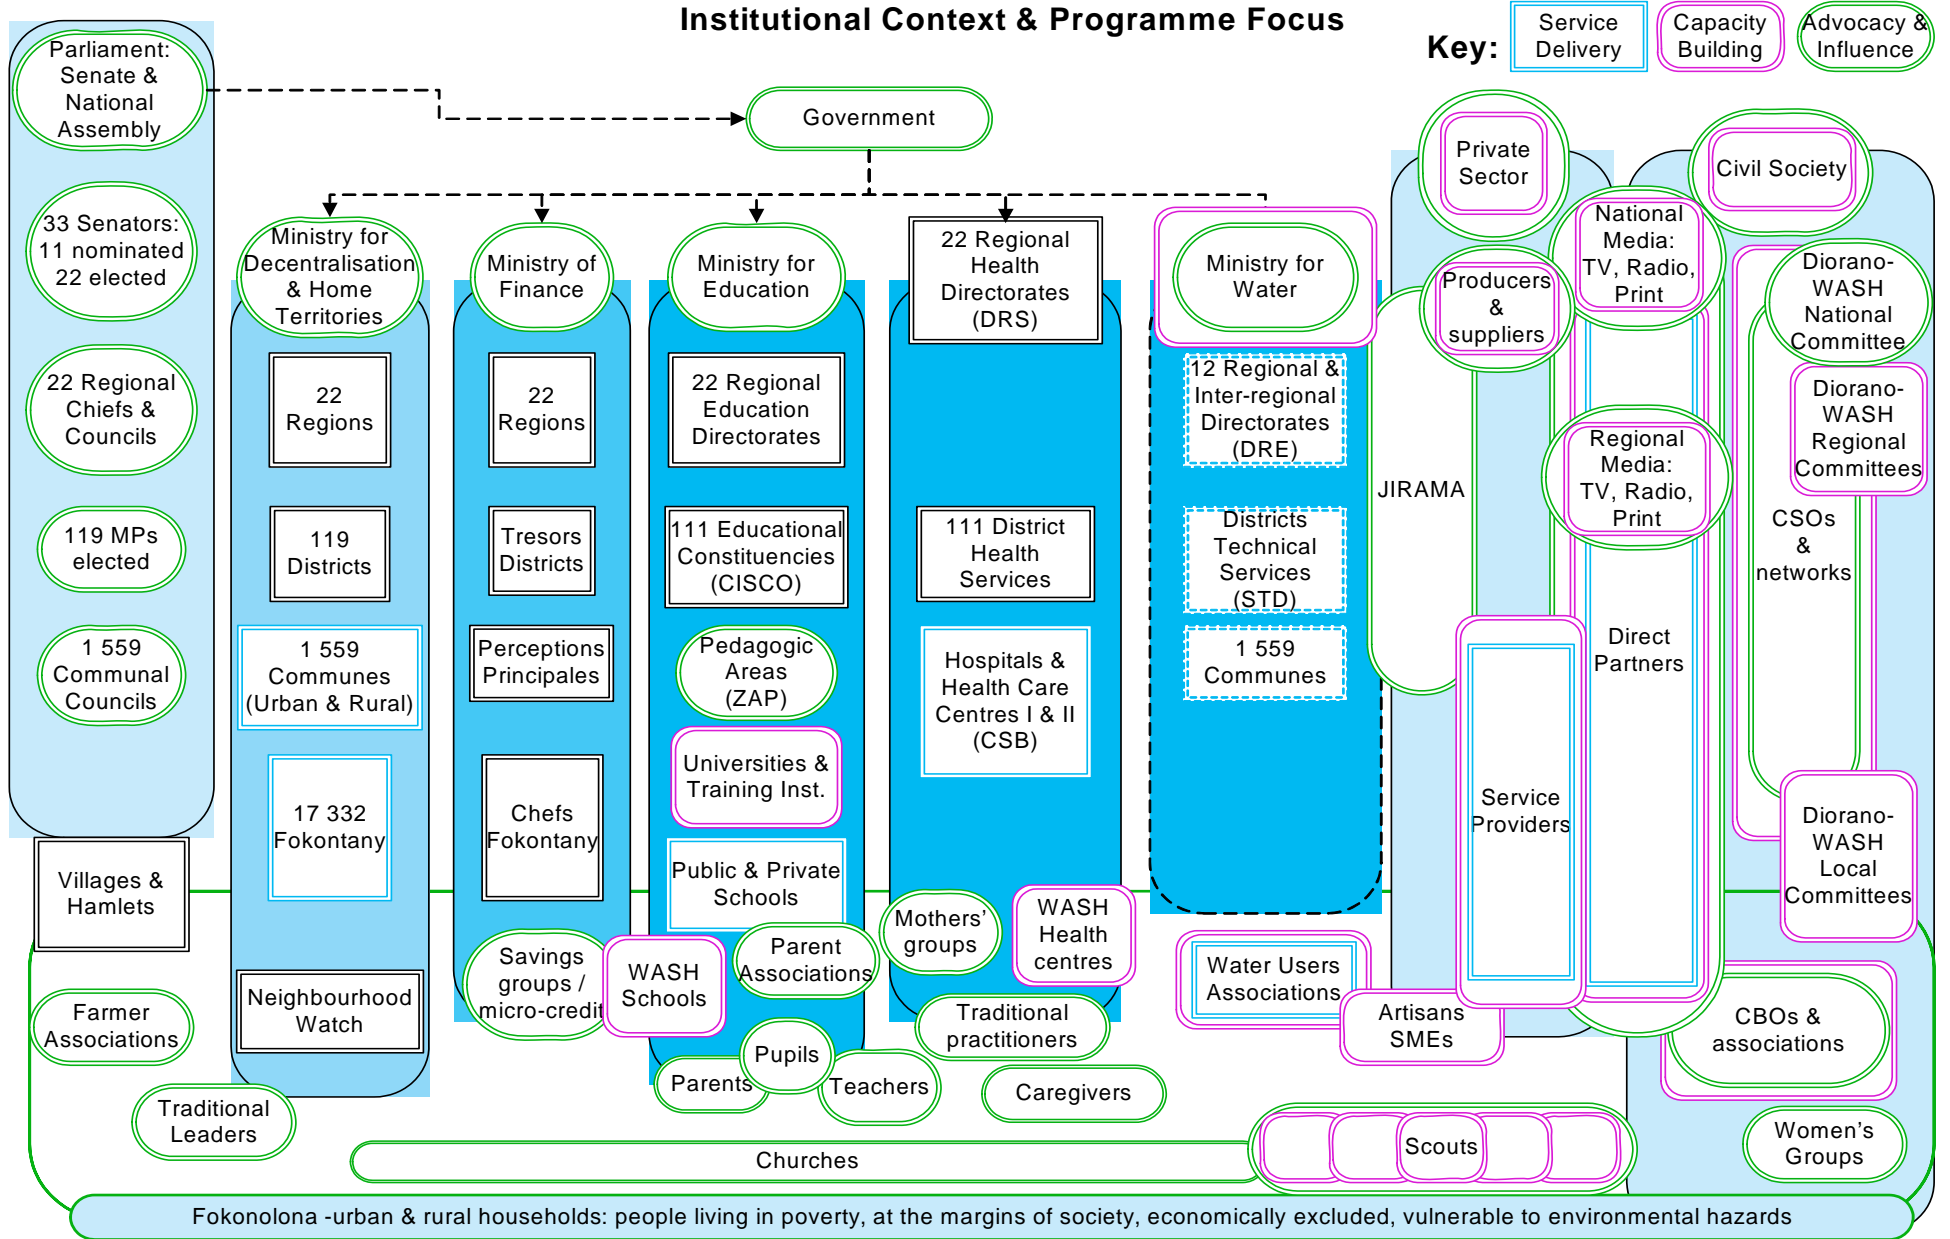 Institutional Context & Programme Focus
Key:
Service
Delivery
Capacity
Building
Advocacy &
Influence
Parliament:
Senate &
National
Assembly
33 Senators:
11 nominated
22 elected
22 Regional
Chiefs &
Councils
119 MPs
elected
1 559
Communal
Councils
Government
Ministry for
Decentralisation
& Home
Territories
22
Regions
119
Districts
1 559
Communes
(Urban & Rural)
17 332
Fokontany
Neighbourhood
Watch
Ministry of
Finance
22
Regions
Tresors
Districts
Perceptions
Principales
Chefs
Fokontany
Savings
groups /
micro-credit
Ministry for
Education
22 Regional
Education
Directorates
111 Educational
Constituencies
(CISCO)
Pedagogic
Areas
(ZAP)
Universities &
Training Inst.
Public & Private
Schools
WASH
Schools
Parent
Associations
Pupils
Parents
Teachers
22 Regional
Health
Directorates
(DRS)
111 District
Health
Services
Hospitals &
Health Care
Centres I & II
(CSB)
Mothers'
groups
WASH
Health
centres
Traditional
practitioners
Caregivers
Ministry for
Water
12 Regional &
Inter-regional
Directorates
(DRE)
Districts
Technical
Services
(STD)
1 559
Communes
Water Users
Associations
Artisans
SMEs
JIRAMA
Private
Sector
Producers
&
suppliers
Service
Providers
National
Media:
TV, Radio,
Print
Regional
Media:
TV, Radio,
Print
Direct
Partners
Civil Society
Diorano-
WASH
National
Committee
Diorano-
WASH
Regional
Committees
CSOs
&
networks
Diorano-
WASH
Local
Committees
CBOs &
associations
Women's
Groups
Villages &
Hamlets
Farmer
Associations
Traditional
Leaders
Churches
Scouts
Fokonolona -urban & rural households: people living in poverty, at the margins of society, economically excluded, vulnerable to environmental hazards